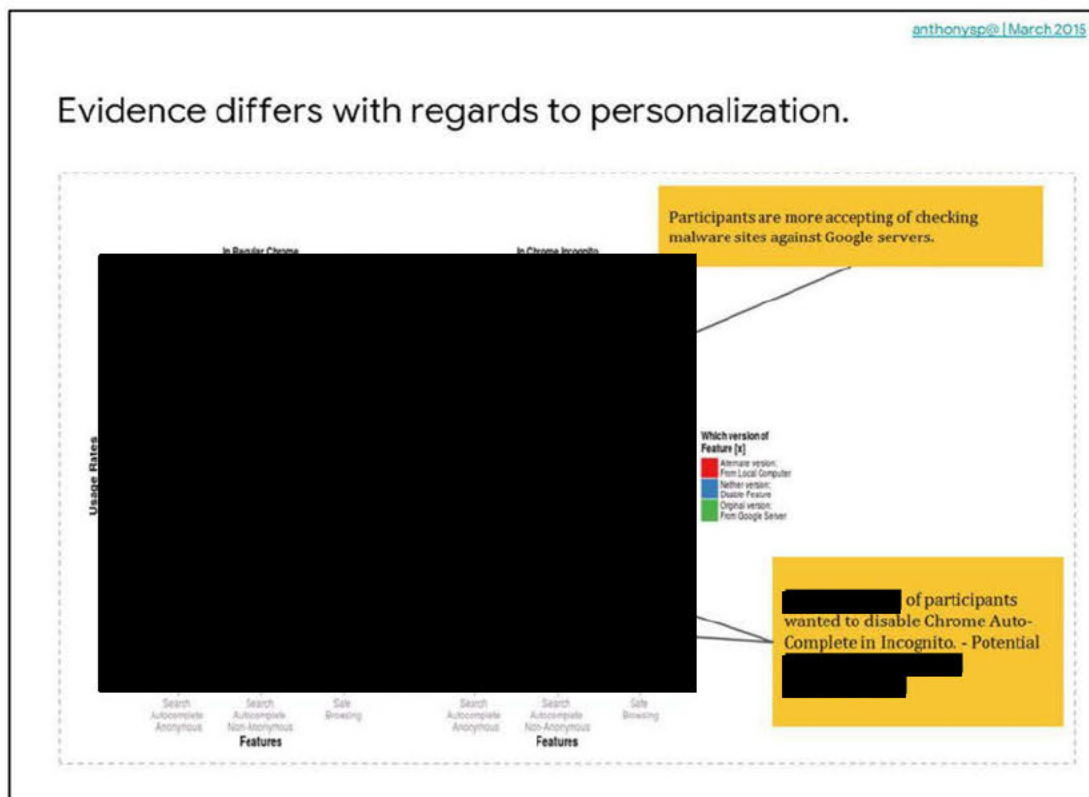 anthonysp@ | March 2015
Evidence differs with regards to personalization.
Participants are more accepting of checking
malware sites against Google servers.
In Regular Chrome
In Chrome Incognito
Usage Rates
Which version of
Feature [x]
Alternate version:
From Local Computer
Neither version:
Disable Feature
Original version:
From Google Server
of participants
wanted to disable Chrome Auto-
Complete in Incognito. - Potential
Search
Autocomplete
Anonymous
Search
Autocomplete
Non-Anonymous
Safe
Browsing
Features
Search
Autocomplete
Anonymous
Search
Autocomplete
Non-Anonymous
Safe
Browsing
Features